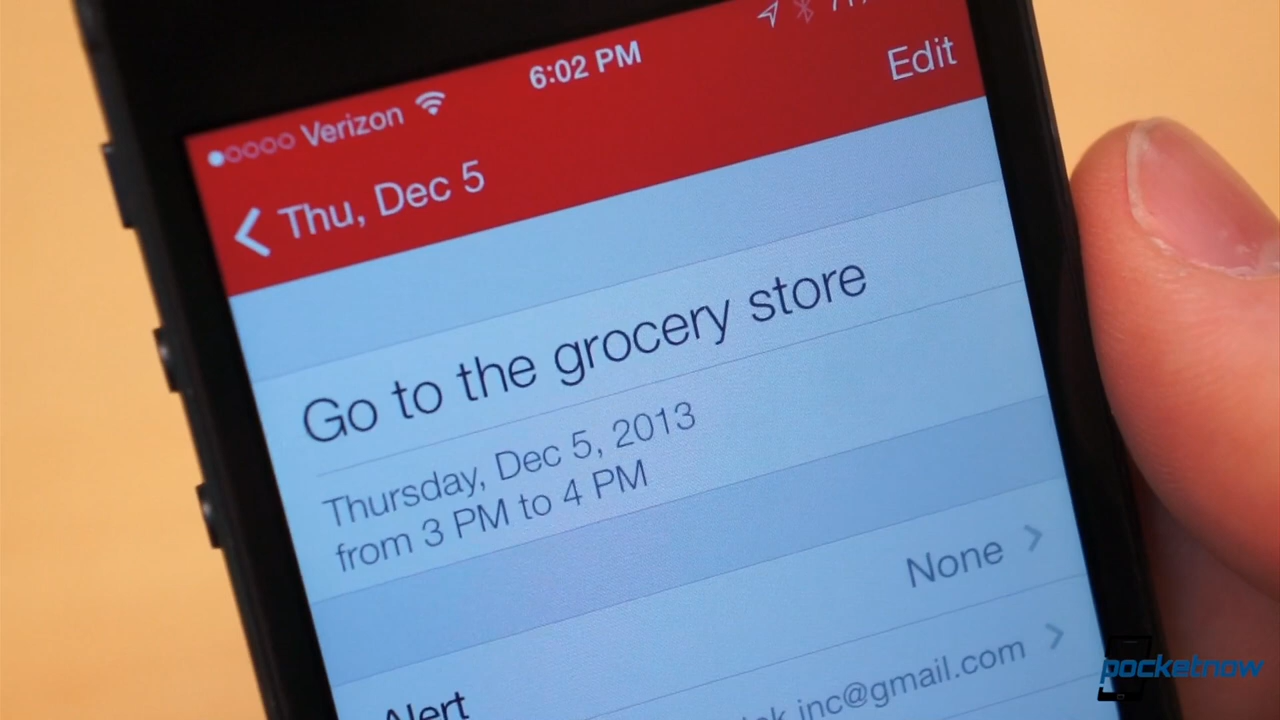 Verizon 6:02 PM
Thu, Dec 5 Edit
Go to the grocery store
Thursday, Dec 5, 2013
from 3 PM to 4 PM
Alert None
inc@gmail.com
pocketnow